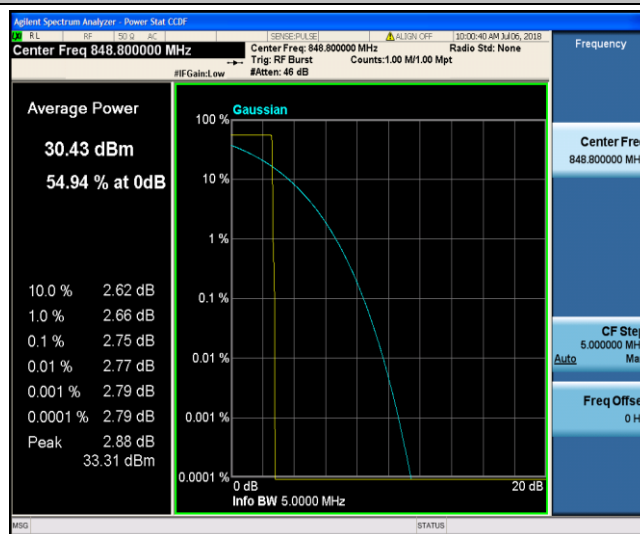 Agilent Spectrum Analyzer - Power Stat CCDF
RL RF 50 Ω AC SENSE:PULSE ALIGN OFF 10:00:40 AM Jul 06, 2018
Center Freq 848.800000 MHz
Center Freq: 848.800000 MHz Radio Std: None
Trig: RF Burst Counts:1.00 M/1.00 Mpt
#IFGain:Low #Atten: 46 dB
Frequency
Average Power
30.43 dBm
54.94 % at 0dB
10.0 % 2.62 dB
1.0 % 2.66 dB
0.1 % 2.75 dB
0.01 % 2.77 dB
0.001 % 2.79 dB
0.0001 % 2.79 dB
Peak 2.88 dB
33.31 dBm
Gaussian
100 %
10 %
1 %
0.1 %
0.01 %
0.001 %
0.0001 %
0 dB 20 dB
Info BW 5.0000 MHz
Center Fre
848.800000 MH
CF Step
5.000000 MH
Auto Ma
Freq Offse
0 H
MSG STATUS